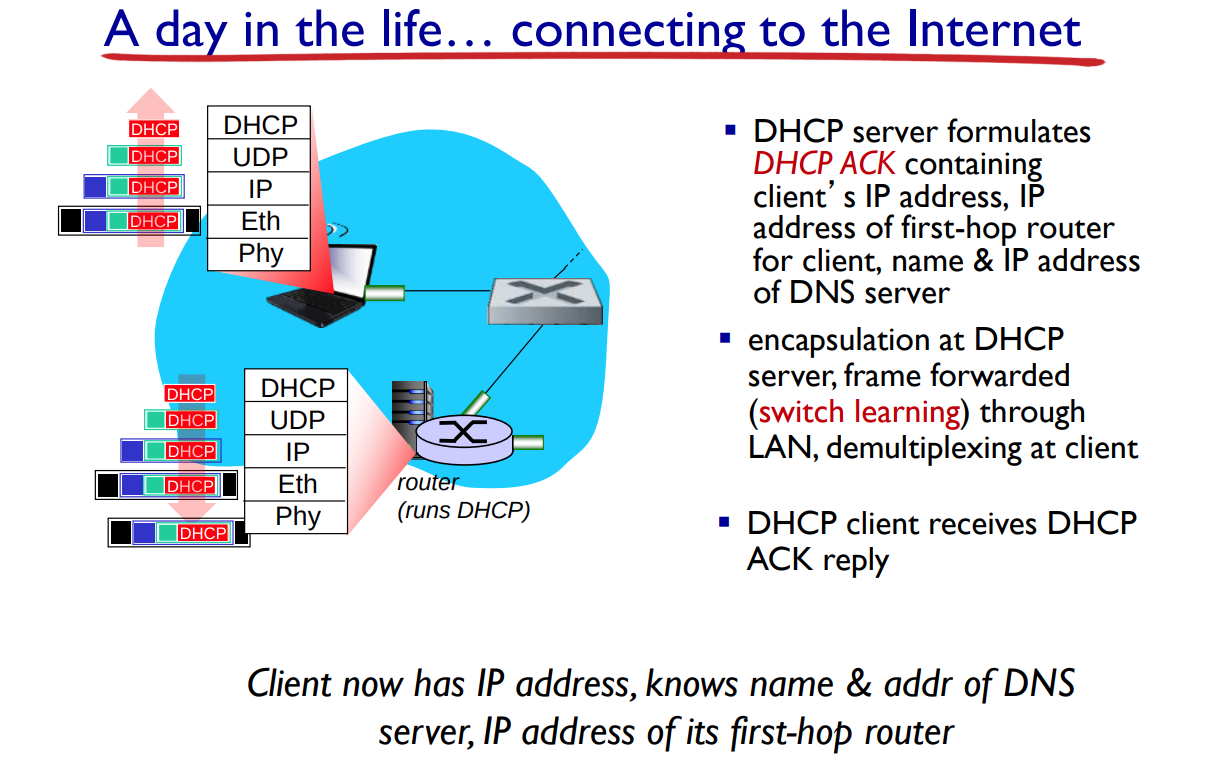 A day in the life… connecting to the Internet
DHCP
DHCP
DHCP
DHCP
DHCP
UDP
IP
Eth
Phy
DHCP
DHCP
DHCP
DHCP
DHCP
DHCP
UDP
IP
Eth
Phy
router
(runs DHCP)
▪ DHCP server formulates
DHCP ACK containing
client’s IP address, IP
address of first-hop router
for client, name & IP address
of DNS server
▪ encapsulation at DHCP
server, frame forwarded
(switch learning) through
LAN, demultiplexing at client
▪ DHCP client receives DHCP
ACK reply
Client now has IP address, knows name & addr of DNS
server, IP address of its first-hop router